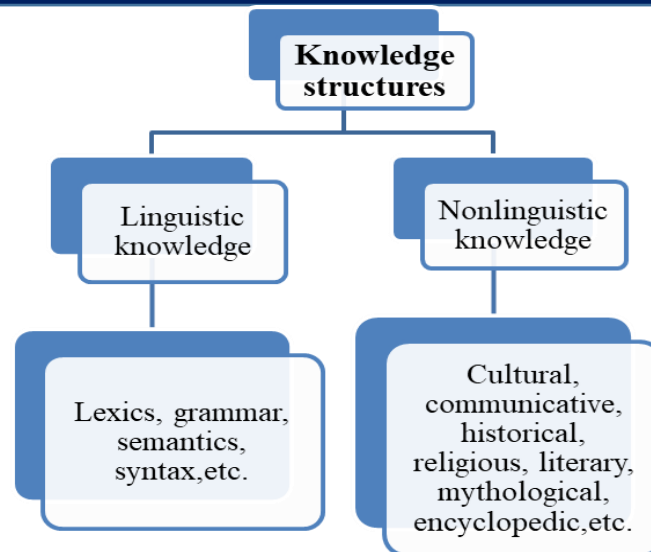 Knowledge
structures
Linguistic
knowledge
Nonlinguistic
knowledge
Lexics, grammar,
semantics,
syntax,etc.
Cultural,
communicative,
historical,
religious, literary,
mythological,
encyclopedic,etc.